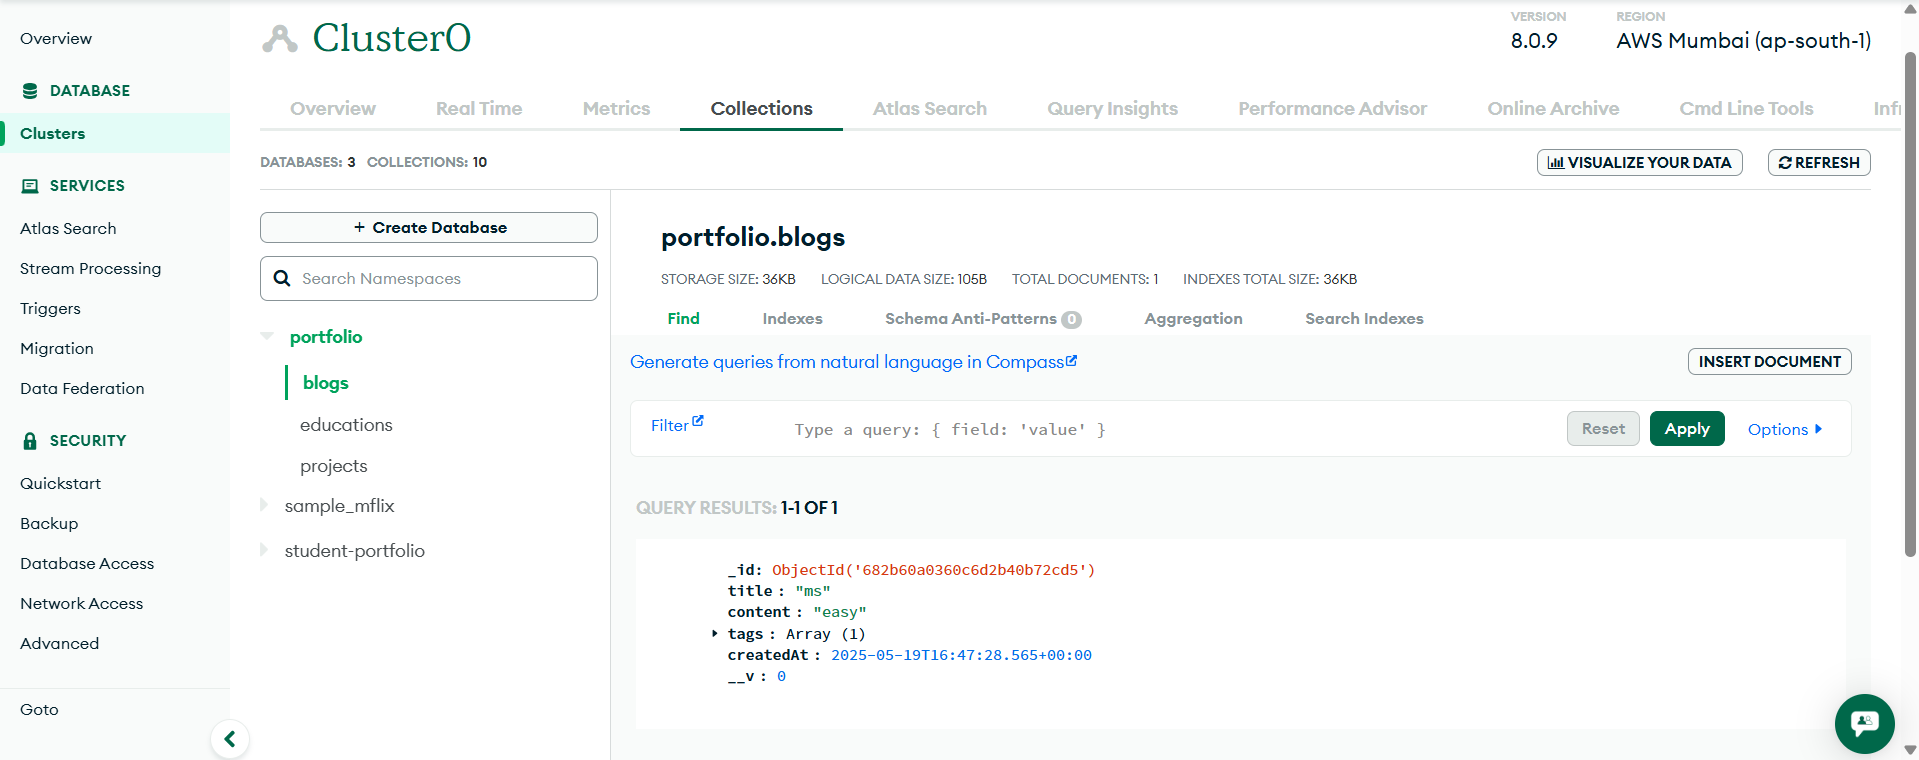 Overview
DATABASE
Clusters
SERVICES
Atlas Search
Stream Processing
Triggers
Migration
Data Federation
SECURITY
Quickstart
Backup
Database Access
Network Access
Advanced
Goto
Cluster0
VERSION
8.0.9
REGION
AWS Mumbai (ap-south-1)
Overview Real Time Metrics Collections Atlas Search Query Insights Performance Advisor Online Archive Cmd Line Tools Inf
DATABASES: 3 COLLECTIONS: 10
VISUALIZE YOUR DATA
REFRESH
+ Create Database
Search Namespaces
portfolio
blogs
educations
projects
sample_mflix
student-portfolio
portfolio.blogs
STORAGE SIZE: 36KB LOGICAL DATA SIZE: 105B TOTAL DOCUMENTS: 1 INDEXES TOTAL SIZE: 36KB
Find Indexes Schema Anti-Patterns 0 Aggregation Search Indexes
Generate queries from natural language in Compass
INSERT DOCUMENT
Filter Type a query: { field: 'value' } Reset Apply Options
QUERY RESULTS: 1-1 OF 1
_id: ObjectId('682b60a0360c6d2b40b72cd5')
title : "ms"
content : "easy"
tags : Array (1)
createdAt : 2025-05-19T16:47:28.565+00:00
__v : 0